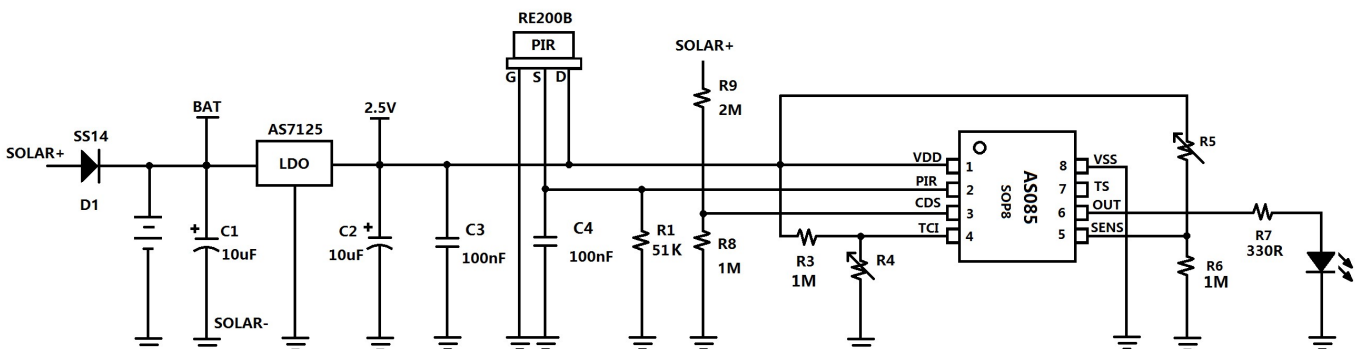 RE200B
PIR
G S D
SOLAR+
R9
2M
BAT
2.5V
SS14
AS7125
SOLAR+
LDO
D1
VDD
PIR
CDS
TCI
1
2
3
4
AS085
SOP8
8
7
6
5
VSS
TS
OUT
SENS
R5
C1
10uF
C2
10uF
C3
100nF
C4
100nF
R1
51K
R8
1M
R3
1M
R4
R6
1M
R7
330R
SOLAR-